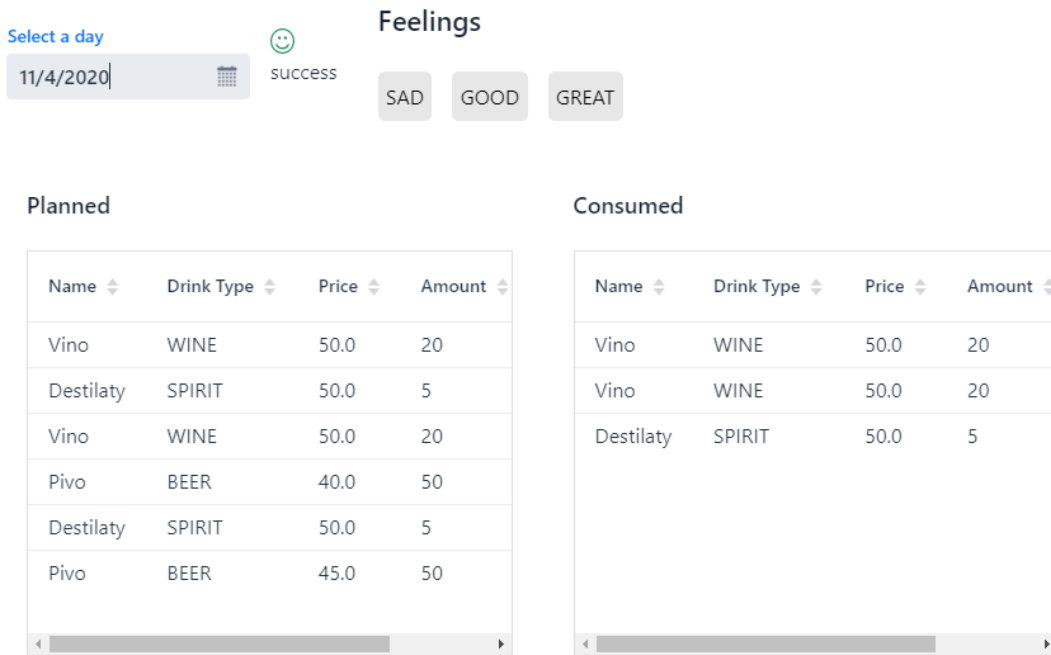 Select a day
11/4/2020
success
Feelings
SAD GOOD GREAT
Planned
Name Drink Type Price Amount
Vino WINE 50.0 20
Destilaty SPIRIT 50.0 5
Vino WINE 50.0 20
Pivo BEER 40.0 50
Destilaty SPIRIT 50.0 5
Pivo BEER 45.0 50
Consumed
Name Drink Type Price Amount
Vino WINE 50.0 20
Vino WINE 50.0 20
Destilaty SPIRIT 50.0 5